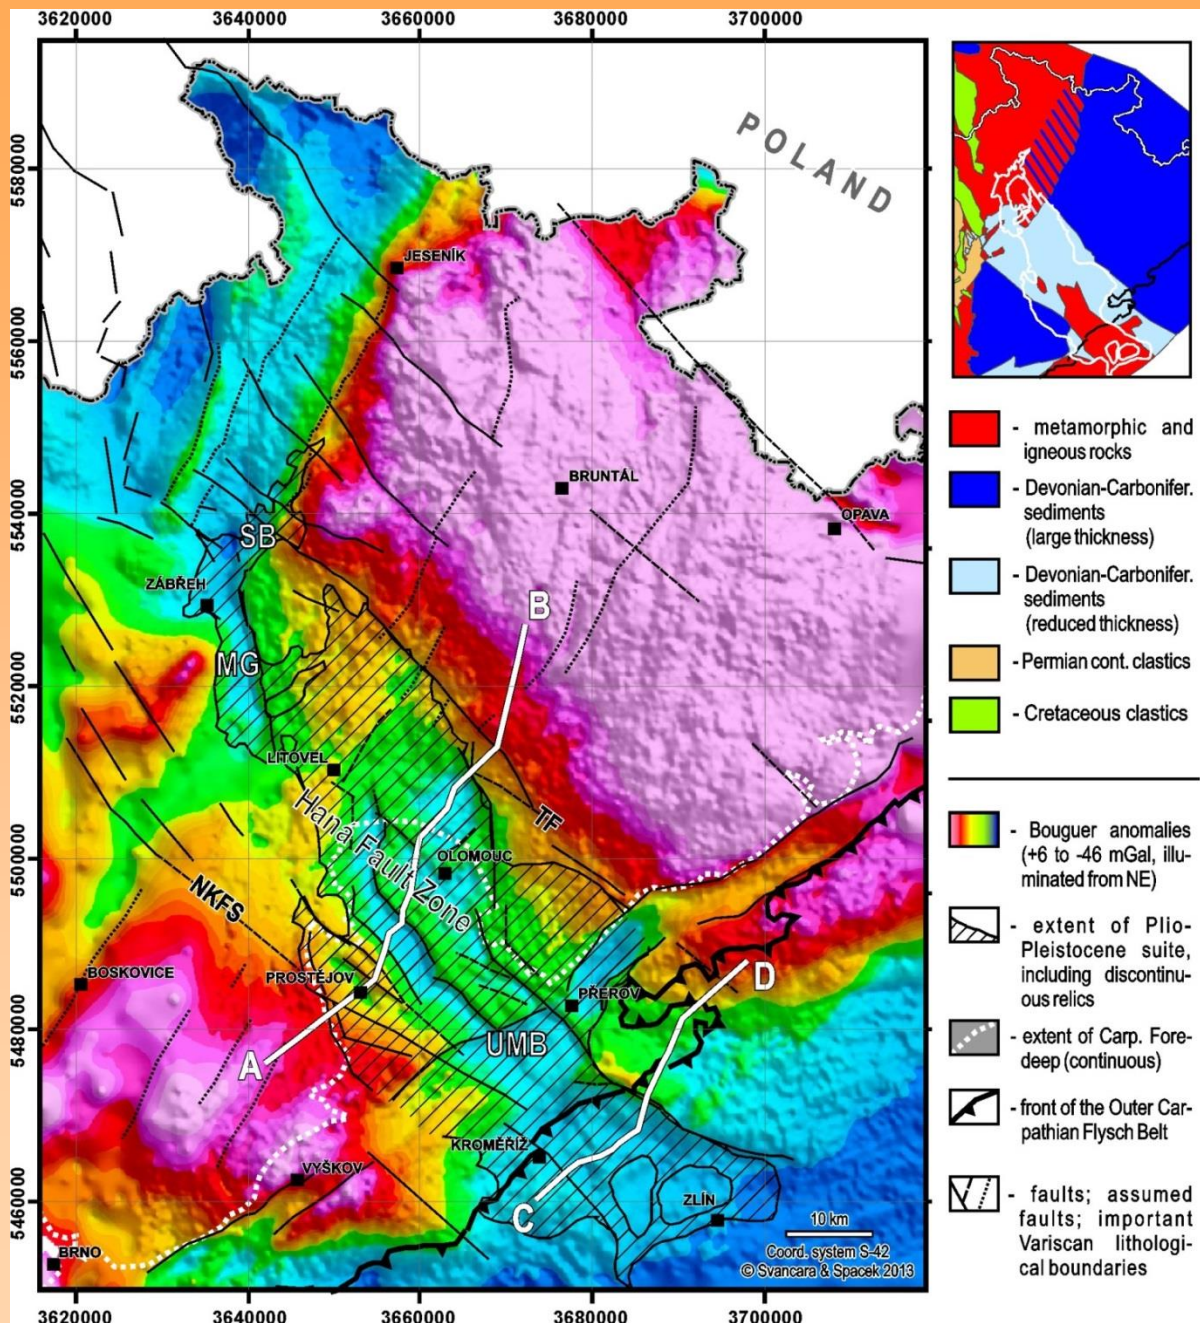 3620000 3640000 3660000 3680000 3700000
5580000
5560000
5540000
5520000
5500000
5480000
5460000
POLAND
JESENÍK
BRUNTÁL
OPAVA
SB
ZÁBŘEH
B
MG
LITOVEL
TF
Hana Fault Zone
OLOMOUC
NKFS
BOSKOVICE
PROSTĚJOV
D
PŘEROV
UMB
A
KROMĚŘÍŽ
VYŠKOV
ZLÍN
C
BRNO
10 km
Coord. system S-42
© Svancara & Spacek 2013
3620000 3640000 3660000 3680000 3700000
- metamorphic and
igneous rocks
- Devonian-Carbonifer.
sediments
(large thickness)
- Devonian-Carbonifer.
sediments
(reduced thickness)
- Permian cont. clastics
- Cretaceous clastics
- Bouguer anomalies
(+6 to -46 mGal, illu-
minated from NE)
- extent of Plio-
Pleistocene suite,
including discontinu-
ous relics
- extent of Carp. Fore-
deep (continuous)
- front of the Outer Car-
pathian Flysch Belt
- faults; assumed
faults; important
Variscan lithologi-
cal boundaries